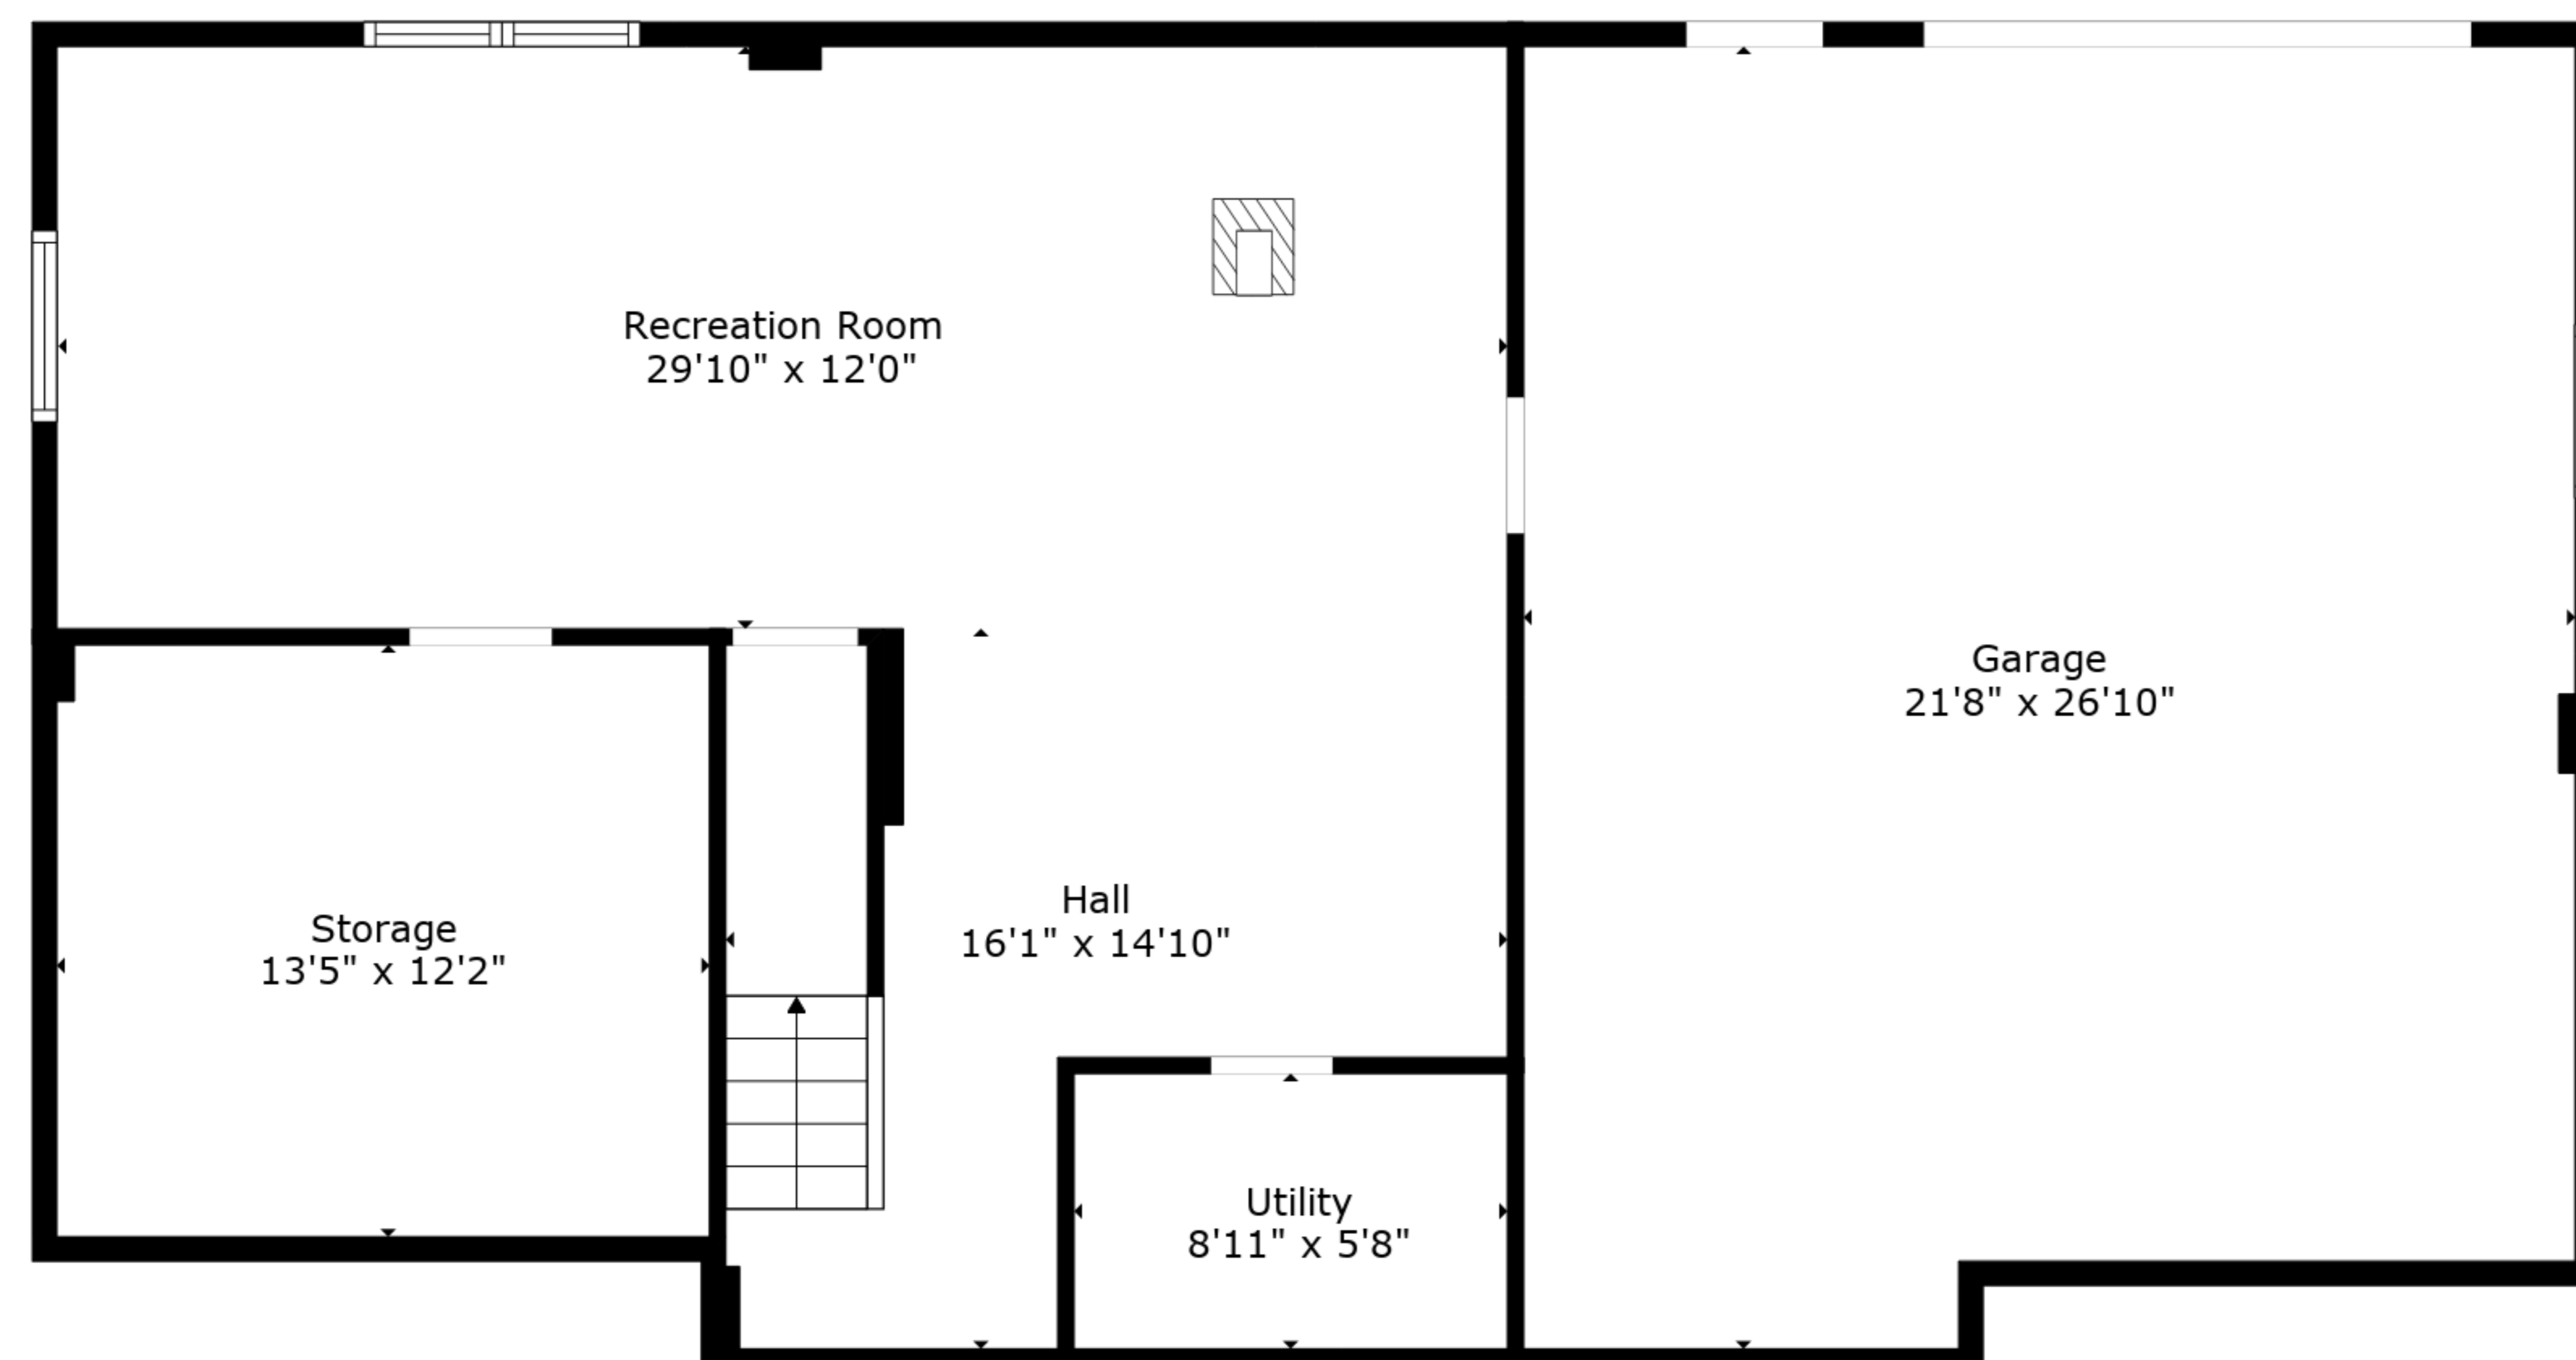 Recreation Room
29'10" x 12'0"
Garage
21'8" x 26'10"
Hall
16'1" x 14'10"
Storage
13'5" x 12'2"
Utility
8'11" x 5'8"